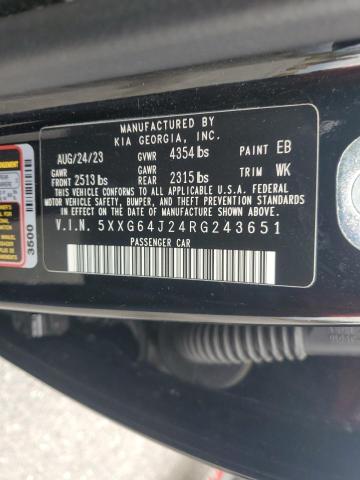 MANUFACTURED BY
KIA GEORGIA, INC.
AUG/24/23 GVWR 4354 lbs PAINT EB
GAWR FRONT 2513 lbs GAWR REAR 2315 lbs TRIM WK
THIS VEHICLE CONFORMS TO ALL APPLICABLE U.S.A. FEDERAL
MOTOR VEHICLE SAFETY, BUMPER, AND THEFT PREVENTION STANDARDS
IN EFFECT ON THE DATE OF MANUFACTURE SHOWN ABOVE.
V.I.N. 5XXG64J24RG243651
PASSENGER CAR
3500